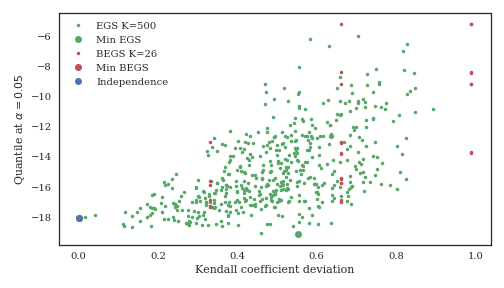 EGS K=500
Min EGS
BEGS K=26
Min BEGS
Independence
Quantile at α = 0.05
−6
−8
−10
−12
−14
−16
−18
0.0 0.2 0.4 0.6 0.8 1.0
Kendall coefficient deviation